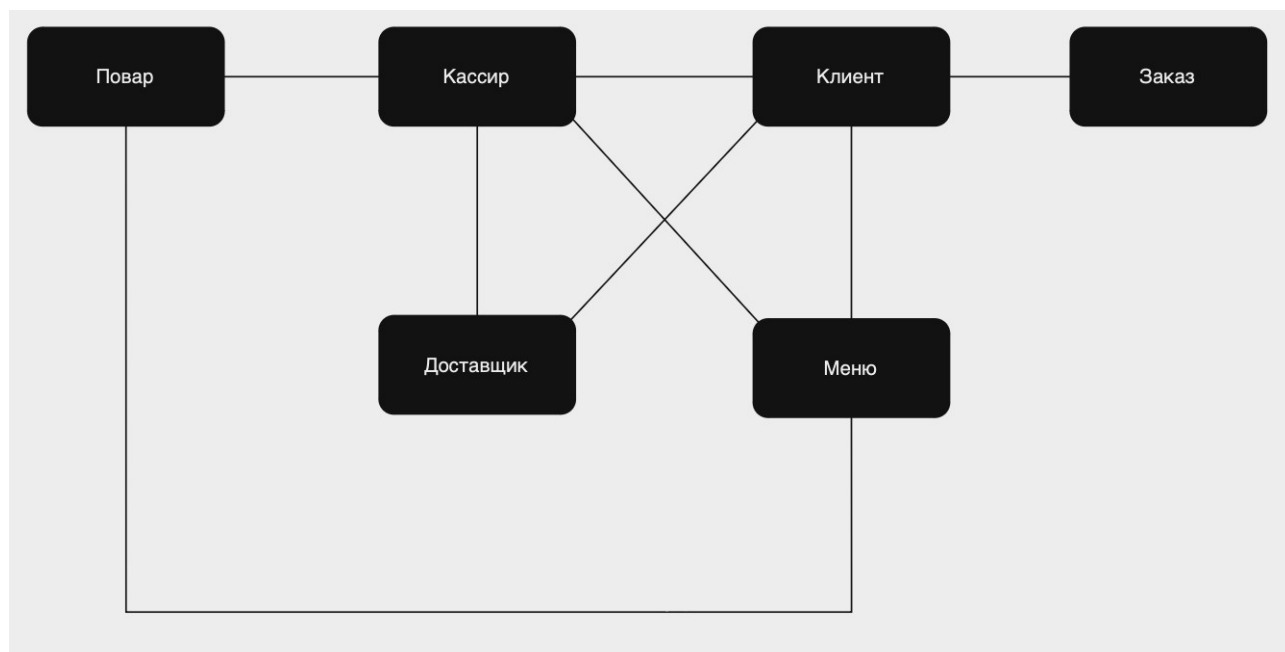 Повар
Кассир
Клиент
Заказ
Доставщик
Меню